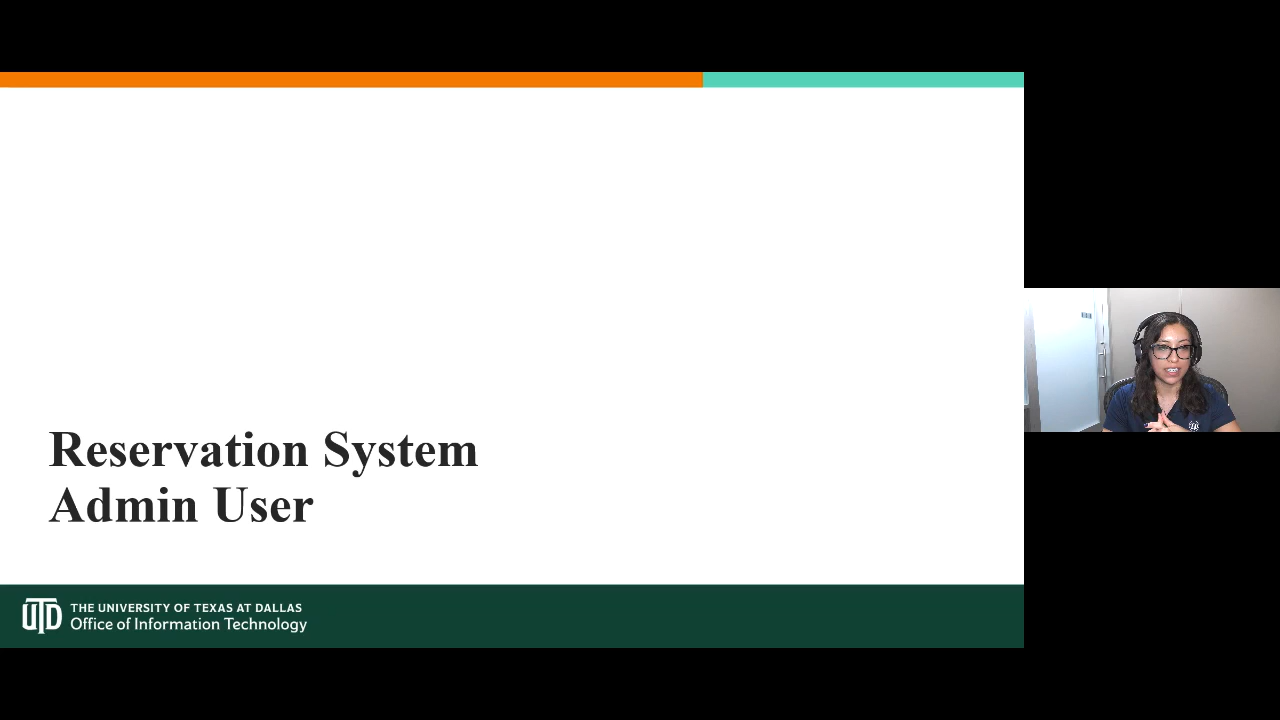 Reservation System
Admin User
UTD
THE UNIVERSITY OF TEXAS AT DALLAS
Office of Information Technology